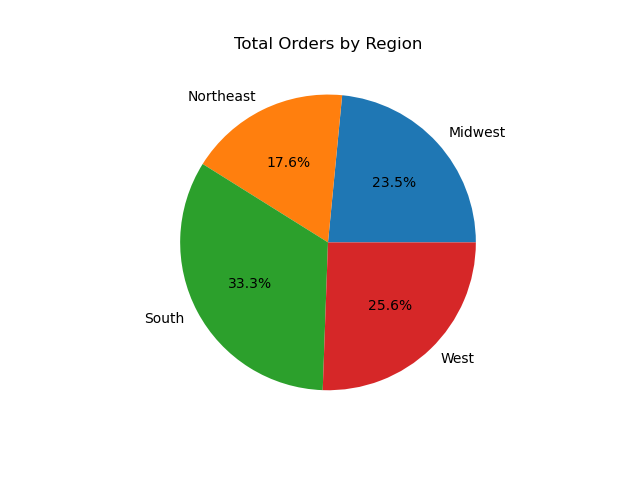 Total Orders by Region
Northeast
Midwest
17.6%
23.5%
33.3%
25.6%
South
West